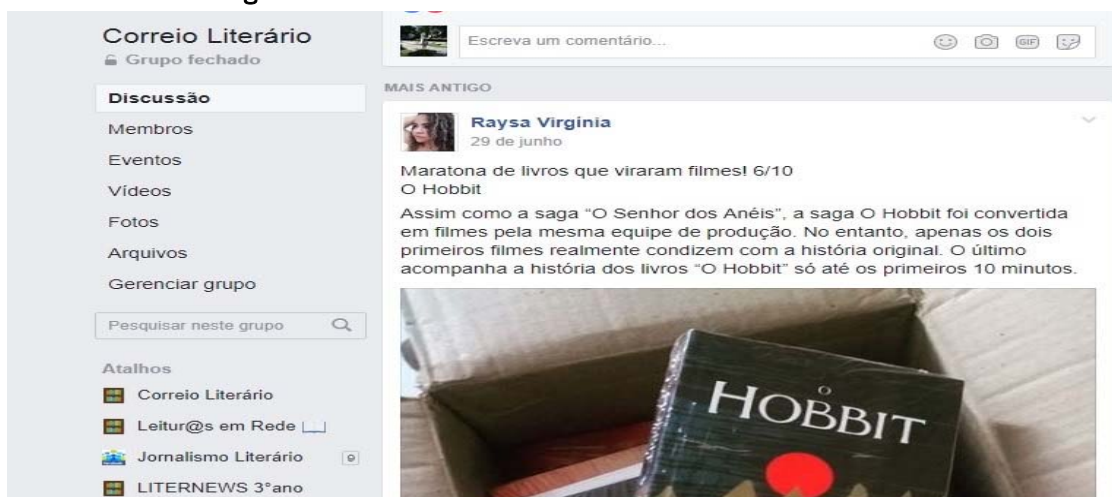 Correio Literário
Grupo fechado
Discussão
Membros
Eventos
Vídeos
Fotos
Arquivos
Gerenciar grupo
Pesquisar neste grupo
Atalhos
Correio Literário
Leitur@s em Rede
Jornalismo Literário 9
LITERNEWS 3°ano
Escreva um comentário...
GIF
MAIS ANTIGO
Raysa Virgínia
29 de junho
Maratona de livros que viraram filmes! 6/10
O Hobbit
Assim como a saga “O Senhor dos Anéis”, a saga O Hobbit foi convertida
em filmes pela mesma equipe de produção. No entanto, apenas os dois
primeiros filmes realmente condizem com a história original. O último
acompanha a história dos livros “O Hobbit” só até os primeiros 10 minutos.
O
HOBBIT